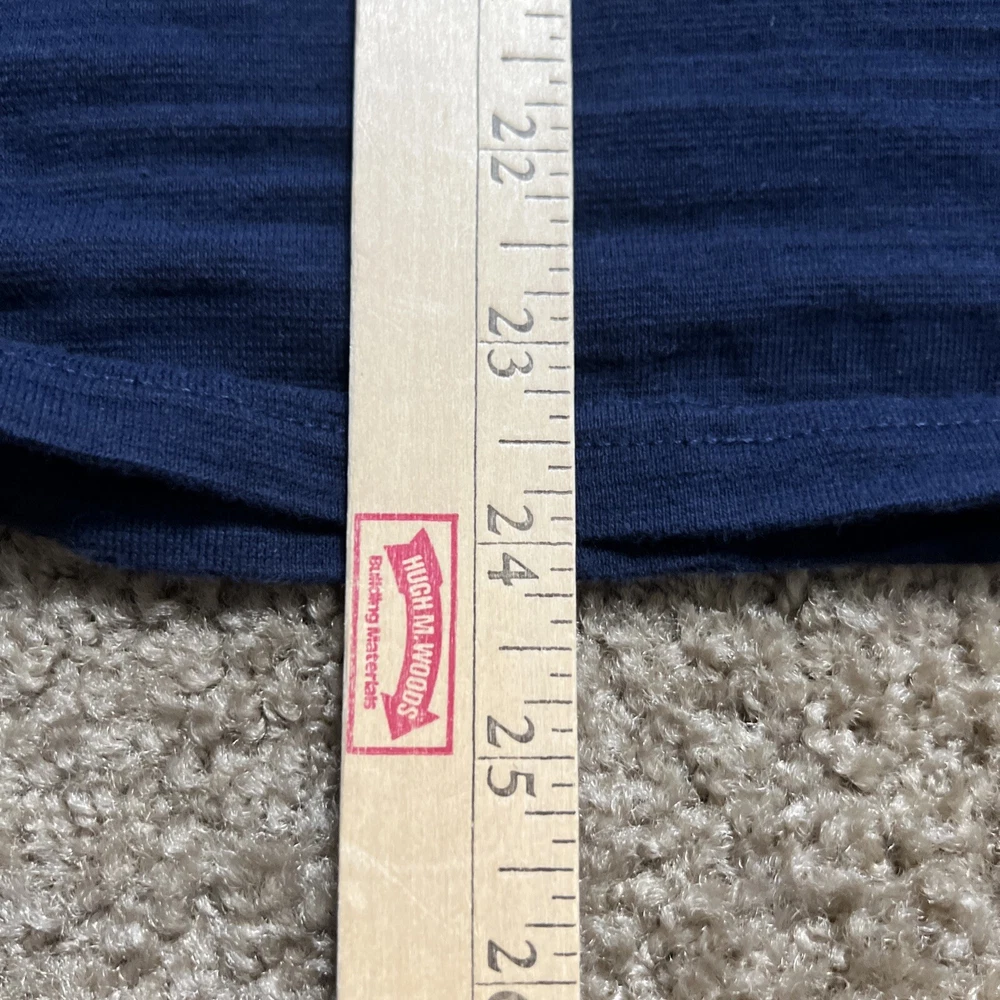 22
23
24
HUGH M. WOODS
Building Materials
25